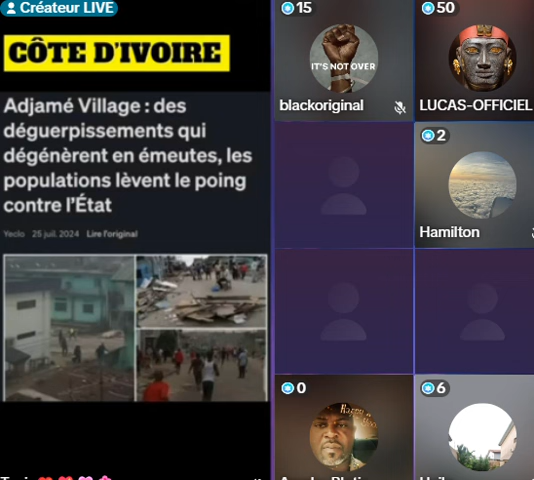 Créateur LIVE
CÔTE D'IVOIRE
Adjamé Village : des
déguerpissements qui
dégénèrent en émeutes, les
populations lèvent le poing
contre l'État
Yeclo 25 juil. 2024 Lire l'original
15
IT'S NOT OVER
blackoriginal
50
LUCAS-OFFICIEL
2
Hamilton
0
6